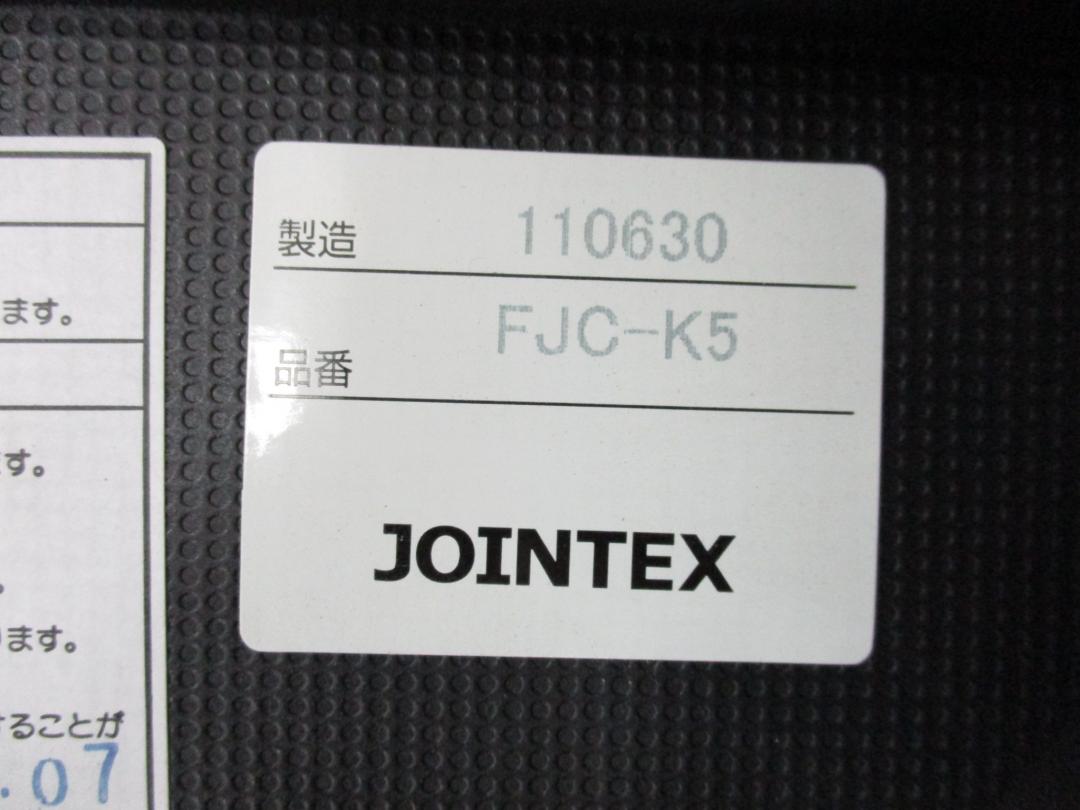 製造 110630
品番 FJC-K5
JOINTEX
ます。
す。
ます。
ることが
.07